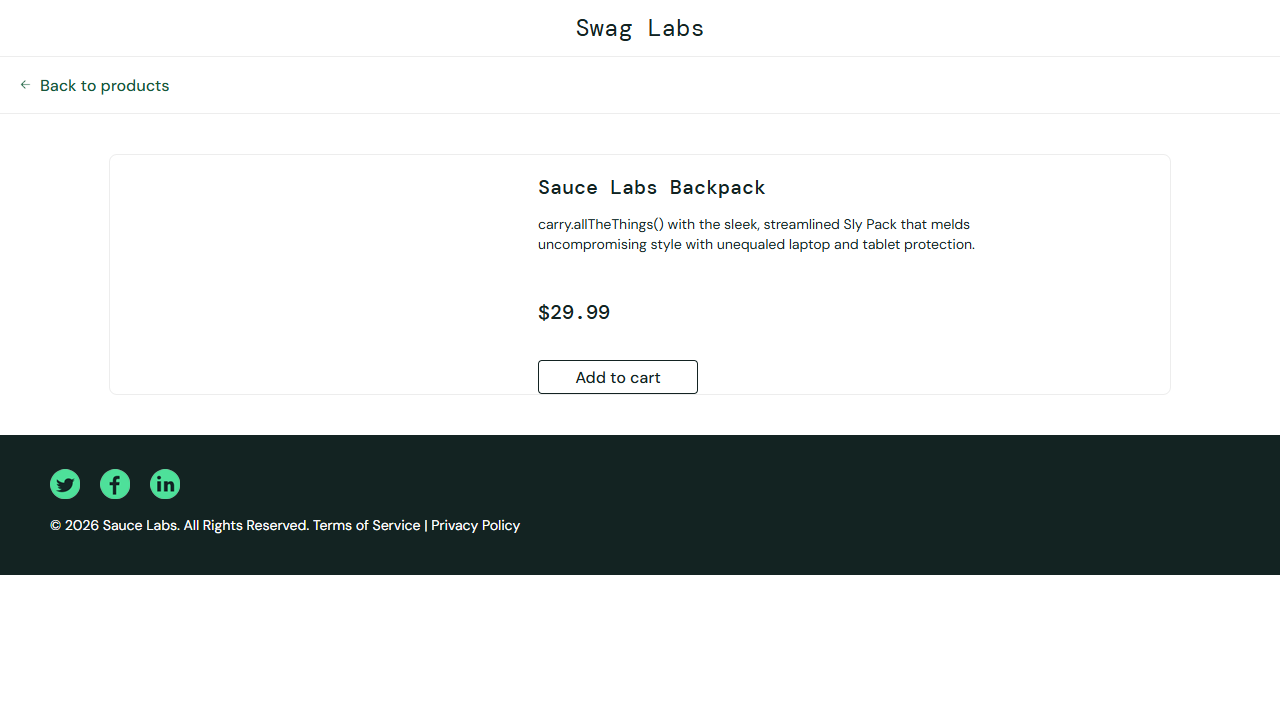 Swag Labs
Back to products
Sauce Labs Backpack
carry.allTheThings() with the sleek, streamlined Sly Pack that melds
uncompromising style with unequaled laptop and tablet protection.
$29.99
Add to cart
© 2026 Sauce Labs. All Rights Reserved. Terms of Service | Privacy Policy